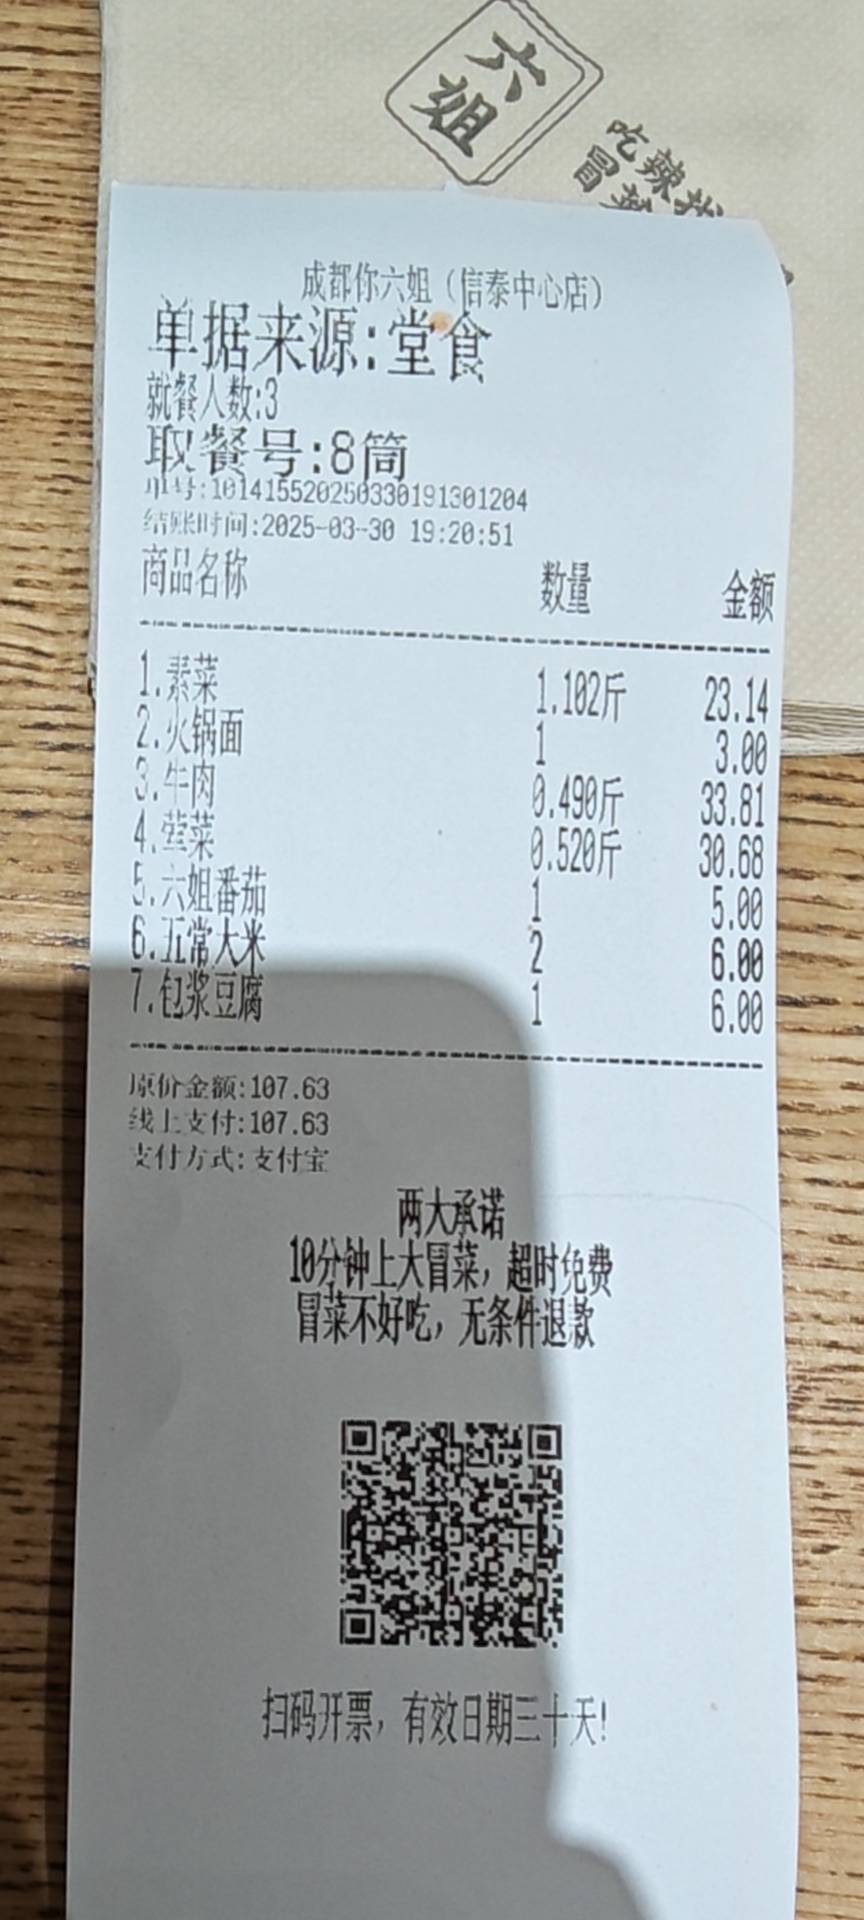 六姐
吃辣找
冒
成都你六姐（信泰中心店）
单据来源:堂食
就餐人数:3
取餐号:8筒
单号:101415520250330191301204
结账时间:2025-03-30 19:20:51
商品名称 数量 金额
1.素菜 1.102斤 23.14
2.火锅面 1 3.00
3.牛肉 0.490斤 33.81
4.荤菜 0.520斤 30.68
5.六姐番茄 1 5.00
6.五常大米 2 6.00
7.包浆豆腐 1 6.00
原价金额:107.63
线上支付:107.63
支付方式:支付宝
两大承诺
10分钟上大冒菜，超时免费
冒菜不好吃，无条件退款
扫码开票，有效日期三十天!